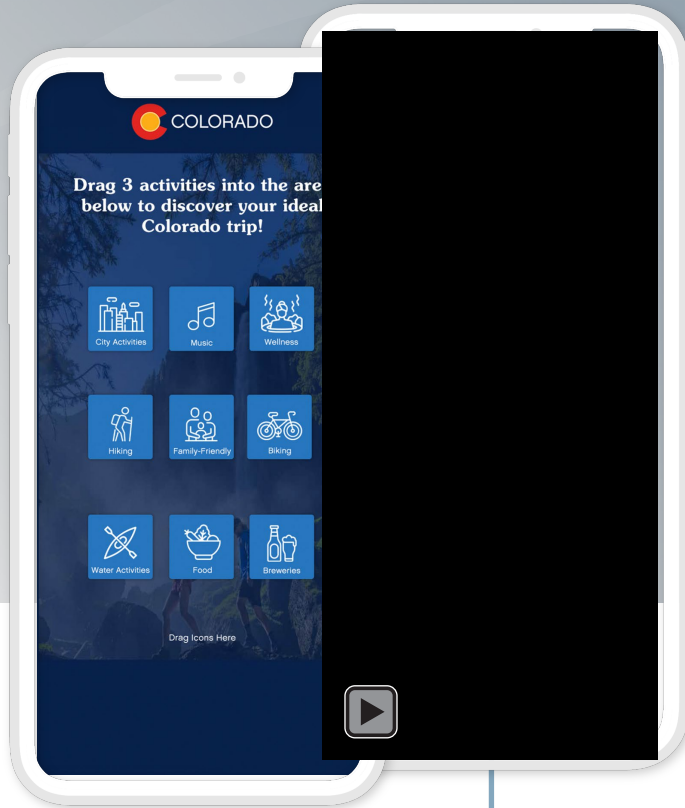 COLORADO
Drag 3 activities into the are
below to discover your ideal
Colorado trip!
City Activities
Music
Wellness
Hiking
Family-Friendly
Biking
Water Activities
Food
Breweries
Drag Icons Here